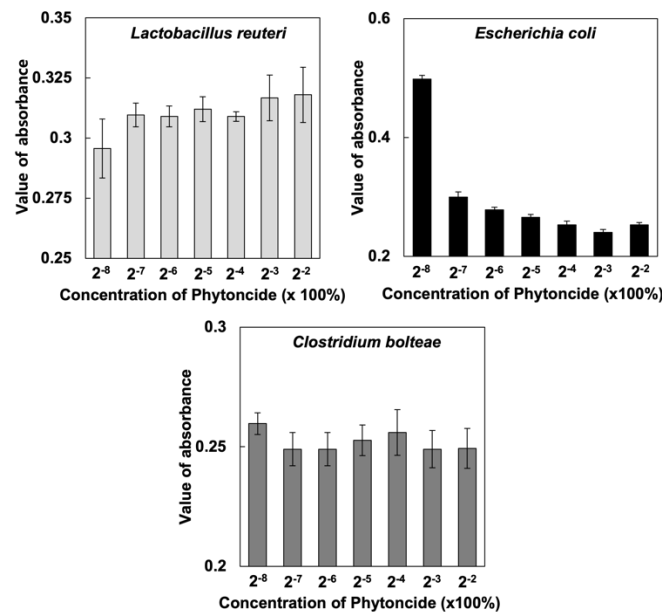 Lactobacillus reuteri
Value of absorbance
0.35
0.325
0.3
0.275
0.25
2-8 2-7 2-6 2-5 2-4 2-3 2-2
Concentration of Phytoncide (x 100%)
Escherichia coli
Value of absorbance
0.6
0.4
0.2
2-8 2-7 2-6 2-5 2-4 2-3 2-2
Concentration of Phytoncide (x100%)
Clostridium bolteae
Value of absorbance
0.3
0.25
0.2
2-8 2-7 2-6 2-5 2-4 2-3 2-2
Concentration of Phytoncide (x100%)